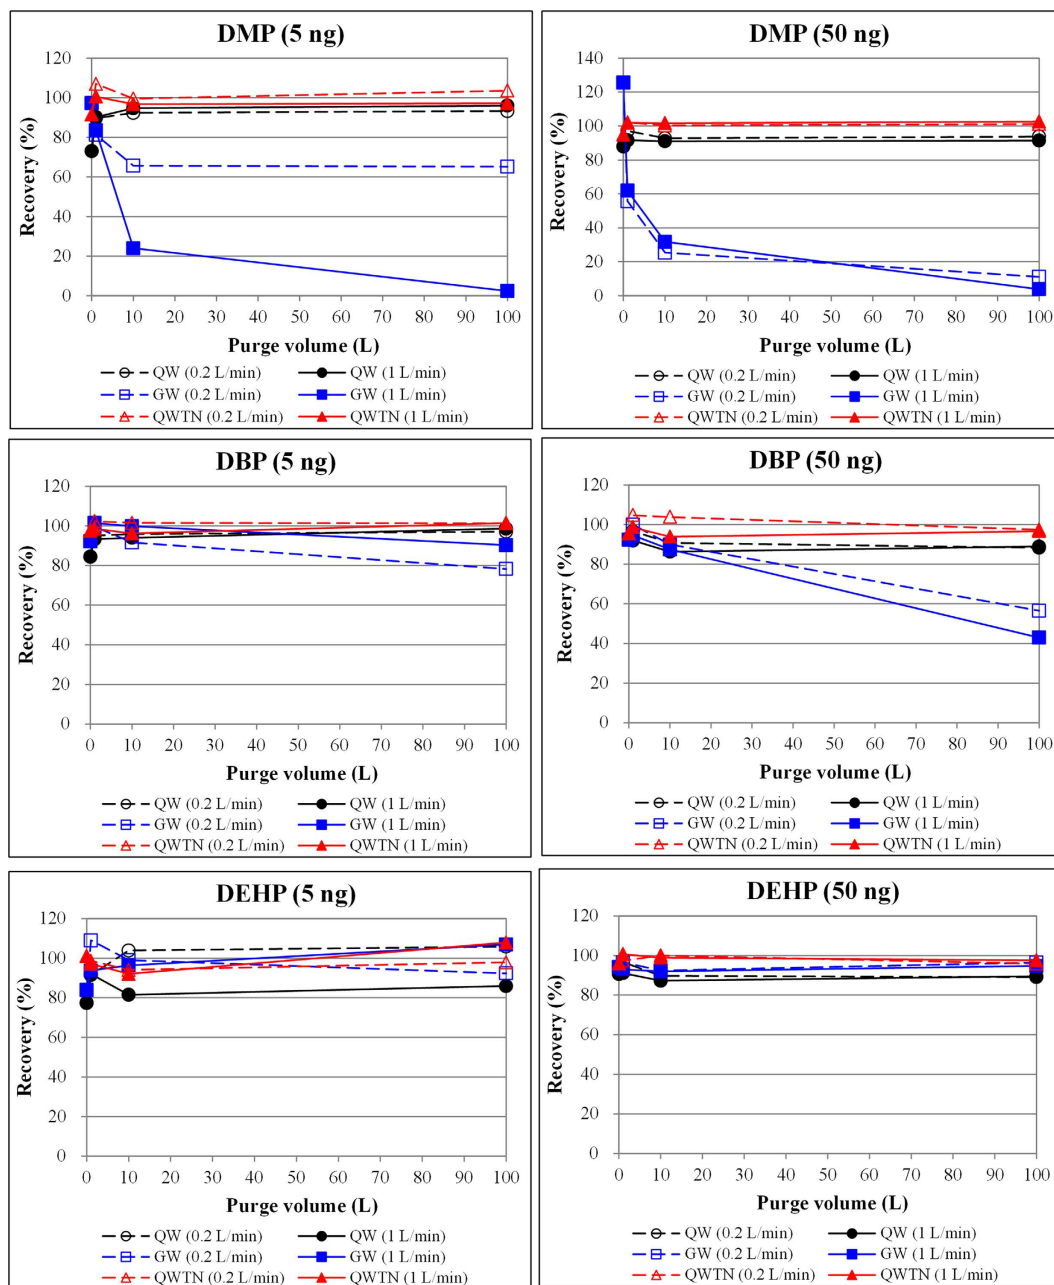 DMP (5 ng)
120
100
80
60
40
20
0
Recovery (%)
0 10 20 30 40 50 60 70 80 90 100
Purge volume (L)
QW (0.2 L/min) QW (1 L/min)
GW (0.2 L/min) GW (1 L/min)
QWTN (0.2 L/min) QWTN (1 L/min)
DMP (50 ng)
140
120
100
80
60
40
20
0
Recovery (%)
0 10 20 30 40 50 60 70 80 90 100
Purge volume (L)
QW (0.2 L/min) QW (1 L/min)
GW (0.2 L/min) GW (1 L/min)
QWTN (0.2 L/min) QWTN (1 L/min)
DBP (5 ng)
120
100
80
60
40
20
0
Recovery (%)
0 10 20 30 40 50 60 70 80 90 100
Purge volume (L)
QW (0.2 L/min) QW (1 L/min)
GW (0.2 L/min) GW (1 L/min)
QWTN (0.2 L/min) QWTN (1 L/min)
DBP (50 ng)
120
100
80
60
40
20
0
Recovery (%)
0 10 20 30 40 50 60 70 80 90 100
Purge volume (L)
QW (0.2 L/min) QW (1 L/min)
GW (0.2 L/min) GW (1 L/min)
QWTN (0.2 L/min) QWTN (1 L/min)
DEHP (5 ng)
120
100
80
60
40
20
0
Recovery (%)
0 10 20 30 40 50 60 70 80 90 100
Purge volume (L)
QW (0.2 L/min) QW (1 L/min)
GW (0.2 L/min) GW (1 L/min)
QWTN (0.2 L/min) QWTN (1 L/min)
DEHP (50 ng)
120
100
80
60
40
20
0
Recovery (%)
0 10 20 30 40 50 60 70 80 90 100
Purge volume (L)
QW (0.2 L/min) QW (1 L/min)
GW (0.2 L/min) GW (1 L/min)
QWTN (0.2 L/min) QWTN (1 L/min)